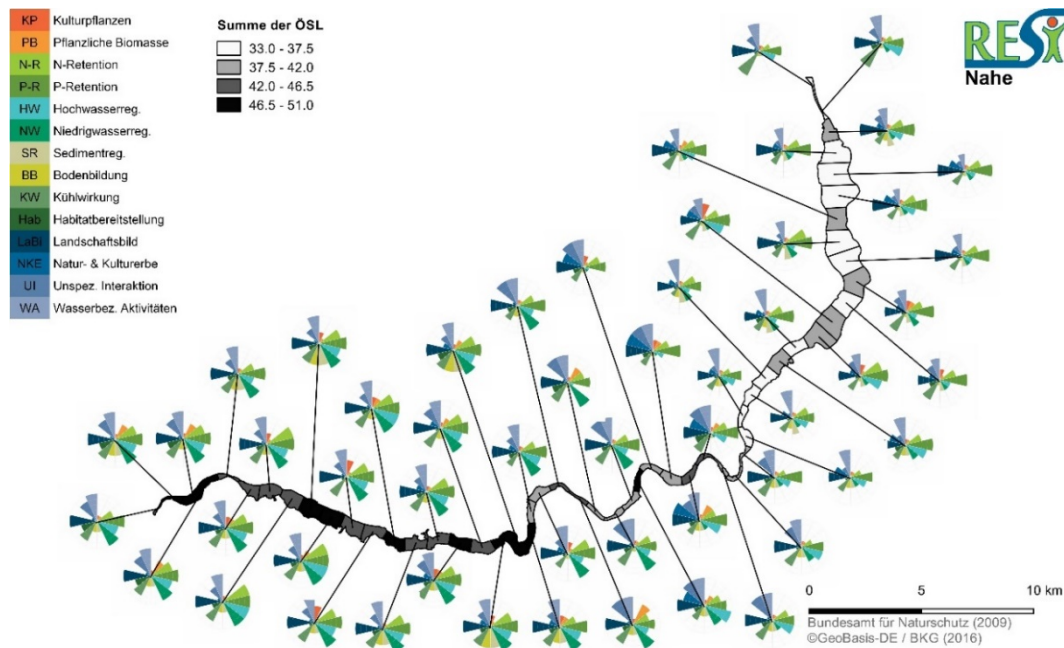 KP Kulturpflanzen
PB Pflanzliche Biomasse
N-R N-Retention
P-R P-Retention
HW Hochwasserreg.
NW Niedrigwasserreg.
SR Sedimentreg.
BB Bodenbildung
KW Kühlwirkung
Hab Habitatbereitstellung
LaBi Landschaftsbild
NKE Natur- & Kulturerbe
UI Unspez. Interaktion
WA Wasserbez. Aktivitäten
Summe der ÖSL
33.0 - 37.5
37.5 - 42.0
42.0 - 46.5
46.5 - 51.0
RESI
Nahe
0 5 10 km
Bundesamt für Naturschutz (2009)
©GeoBasis-DE / BKG (2016)